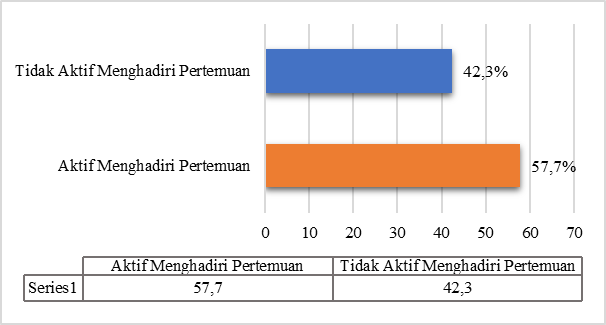 Tidak Aktif Menghadiri Pertemuan
42,3%
Aktif Menghadiri Pertemuan
57,7%
0 10 20 30 40 50 60 70
Aktif Menghadiri Pertemuan Tidak Aktif Menghadiri Pertemuan
Series1 57,7 42,3